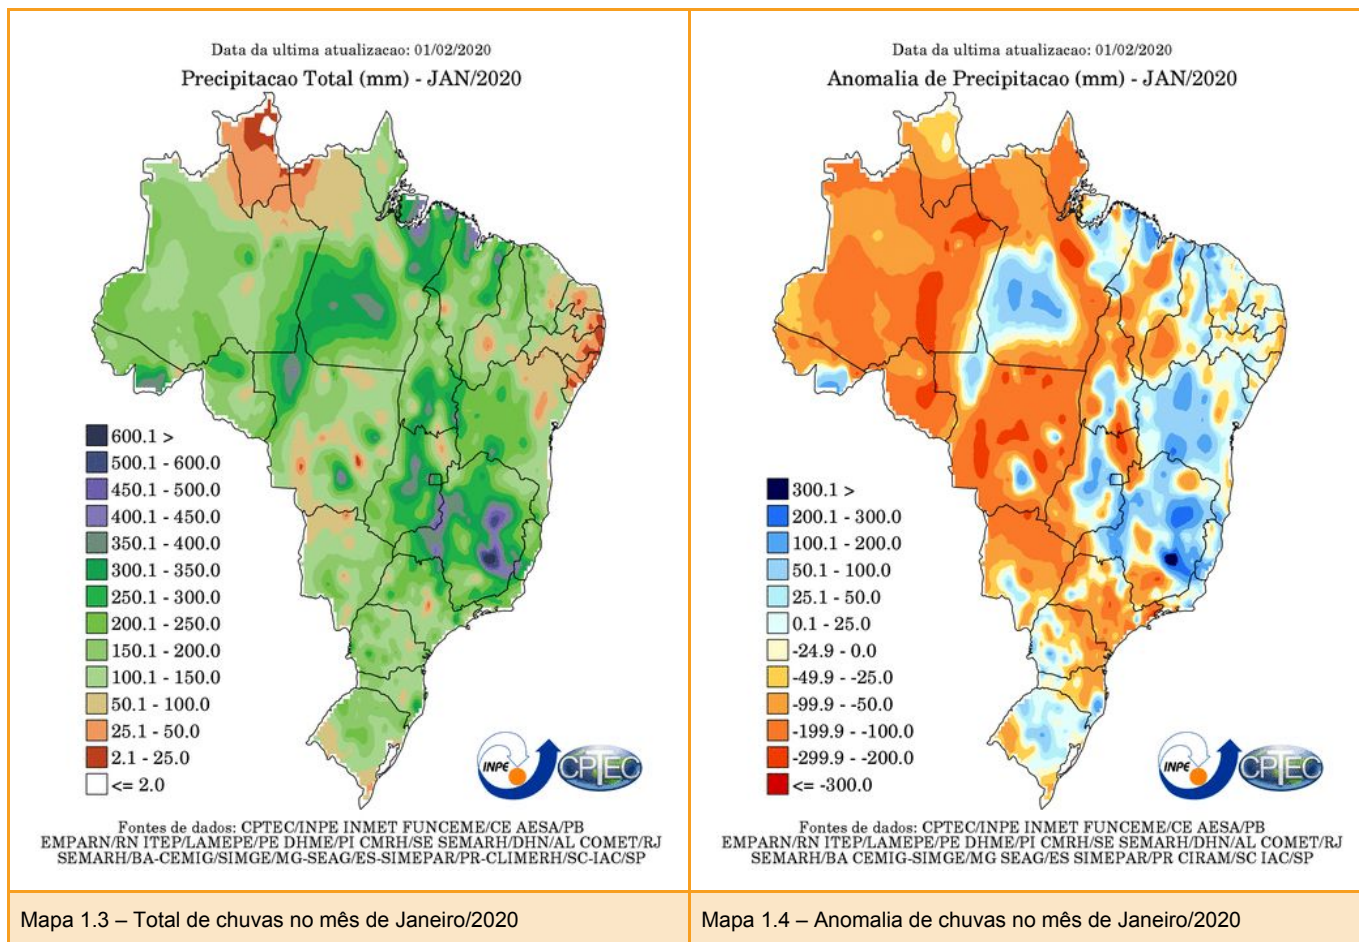 Data da ultima atualizacao: 01/02/2020
Precipitacao Total (mm) - JAN/2020
600.1 >
500.1 - 600.0
450.1 - 500.0
400.1 - 450.0
350.1 - 400.0
300.1 - 350.0
250.1 - 300.0
200.1 - 250.0
150.1 - 200.0
100.1 - 150.0
50.1 - 100.0
25.1 - 50.0
2.1 - 25.0
<= 2.0
INPE
CPTEC
Fontes de dados: CPTEC/INPE INMET FUNCEME/CE AESA/PB
EMPARN/RN ITEP/LAMEPE/PE DHME/PI CMRH/SE SEMARH/DHN/AL COMET/RJ
SEMARH/BA-CEMIG/SIMGE/MG-SEAG/ES-SIMEPAR/PR-CLIMERH/SC-IAC/SP
Mapa 1.3 – Total de chuvas no mês de Janeiro/2020
Data da ultima atualizacao: 01/02/2020
Anomalia de Precipitacao (mm) - JAN/2020
300.1 >
200.1 - 300.0
100.1 - 200.0
50.1 - 100.0
25.1 - 50.0
0.1 - 25.0
-24.9 - 0.0
-49.9 - -25.0
-99.9 - -50.0
-199.9 - -100.0
-299.9 - -200.0
<= -300.0
INPE
CPTEC
Fontes de dados: CPTEC/INPE INMET FUNCEME/CE AESA/PB
EMPARN/RN ITEP/LAMEPE/PE DHME/PI CMRH/SE SEMARH/DHN/AL COMET/RJ
SEMARH/BA CEMIG-SIMGE/MG SEAG/ES SIMEPAR/PR CIRAM/SC IAC/SP
Mapa 1.4 – Anomalia de chuvas no mês de Janeiro/2020